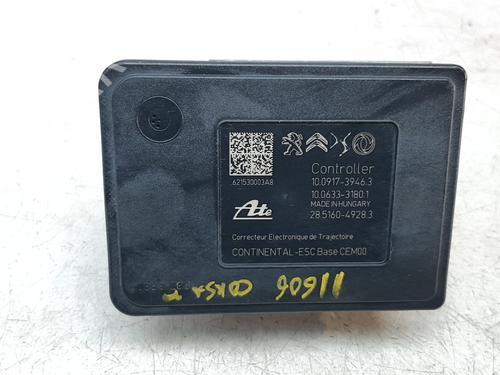 Controller
621530003A8
10.0917-3946.3
10.0633-3180.1
MADE IN HUNGARY
28.5160-4928.3
Ate
Correcteur Electronique de Trajectoire
CONTINENTAL-ESC Base CEM00
11606 CORSA